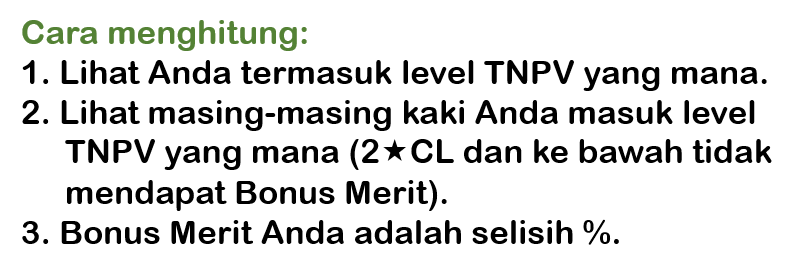 Cara menghitung:
1. Lihat Anda termasuk level TNPV yang mana.
2. Lihat masing-masing kaki Anda masuk level
TNPV yang mana (2★CL dan ke bawah tidak
mendapat Bonus Merit).
3. Bonus Merit Anda adalah selisih %.